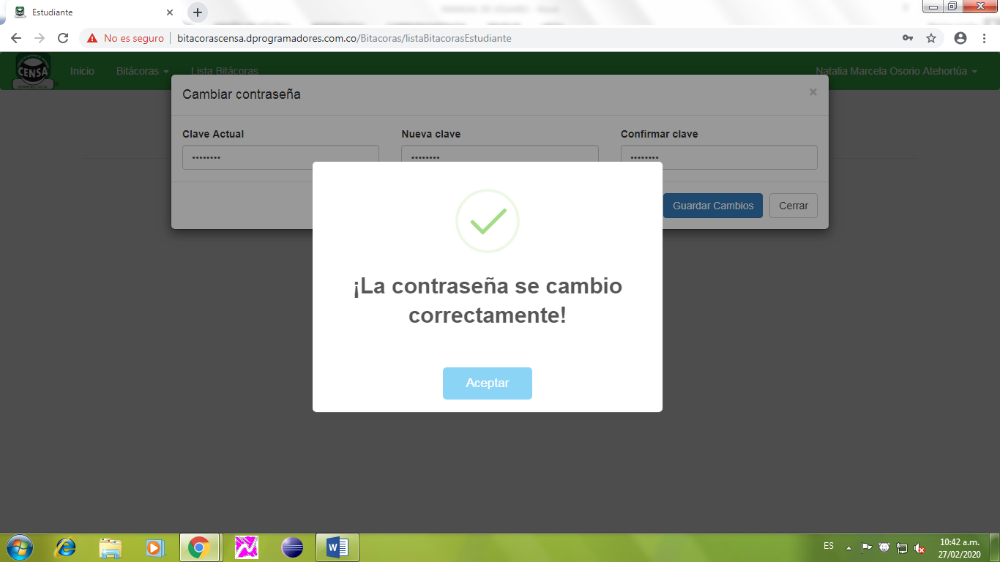 Estudiante
No es seguro
bitacorascensa.dprogramadores.com.co/Bitacoras/listaBitacorasEstudiante
CENSA
Inicio
Bitácoras
Lista Bitácoras
Natalia Marcela Osorio Atehortúa
Cambiar contraseña
Clave Actual
Nueva clave
Confirmar clave
••••••••
••••••••
••••••••
Guardar Cambios
Cerrar
¡La contraseña se cambio
correctamente!
Aceptar
ES
10:42 a.m.
27/02/2020